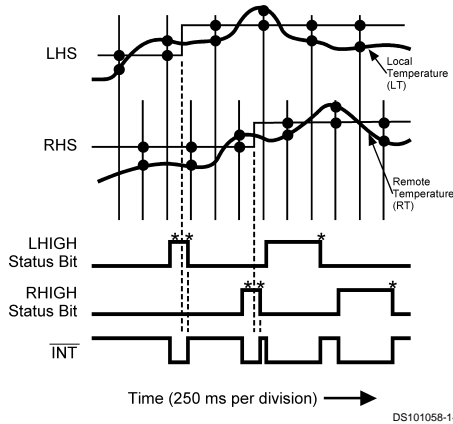 LHS
Local
Temperature
(LT)
RHS
Remote
Temperature
(RT)
LHIGH
Status Bit
* *
*
RHIGH
Status Bit
* *
*
INT
Time (250 ms per division)